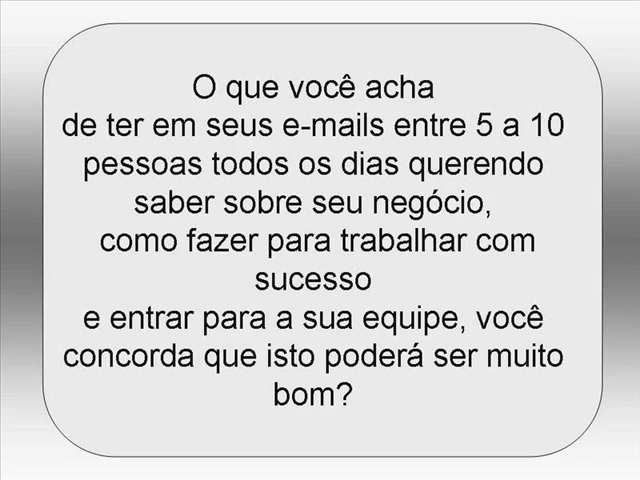 O que você acha
de ter em seus e-mails entre 5 a 10
pessoas todos os dias querendo
saber sobre seu negócio,
como fazer para trabalhar com
sucesso
e entrar para a sua equipe, você
concorda que isto poderá ser muito
bom?